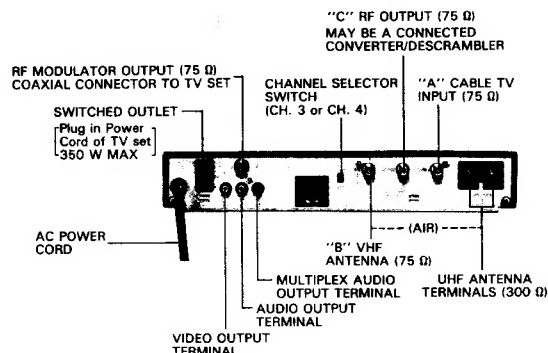 "C" RF OUTPUT (75 Ω)
MAY BE A CONNECTED
CONVERTER/DESCRAMBLER
RF MODULATOR OUTPUT (75 Ω)
COAXIAL CONNECTOR TO TV SET
CHANNEL SELECTOR
SWITCH
(CH. 3 or CH. 4)
"A" CABLE TV
INPUT (75 Ω)
SWITCHED OUTLET
Plug in Power
Cord of TV set
350 W MAX
AC POWER
CORD
(AIR)
"B" VHF
ANTENNA (75 Ω)
UHF ANTENNA
TERMINALS (300 Ω)
MULTIPLEX AUDIO
OUTPUT TERMINAL
AUDIO OUTPUT
TERMINAL
VIDEO OUTPUT
TERMINAL